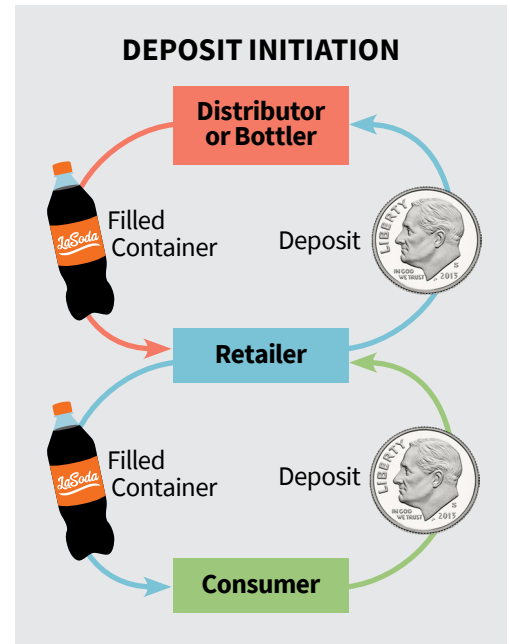 DEPOSIT INITIATION
Distributor
or Bottler
LaSoda
Filled
Container
Deposit
LIBERTY
IN GOD
WE TRUST
S
2013
Retailer
LaSoda
Filled
Container
Deposit
LIBERTY
IN GOD
WE TRUST
S
2013
Consumer